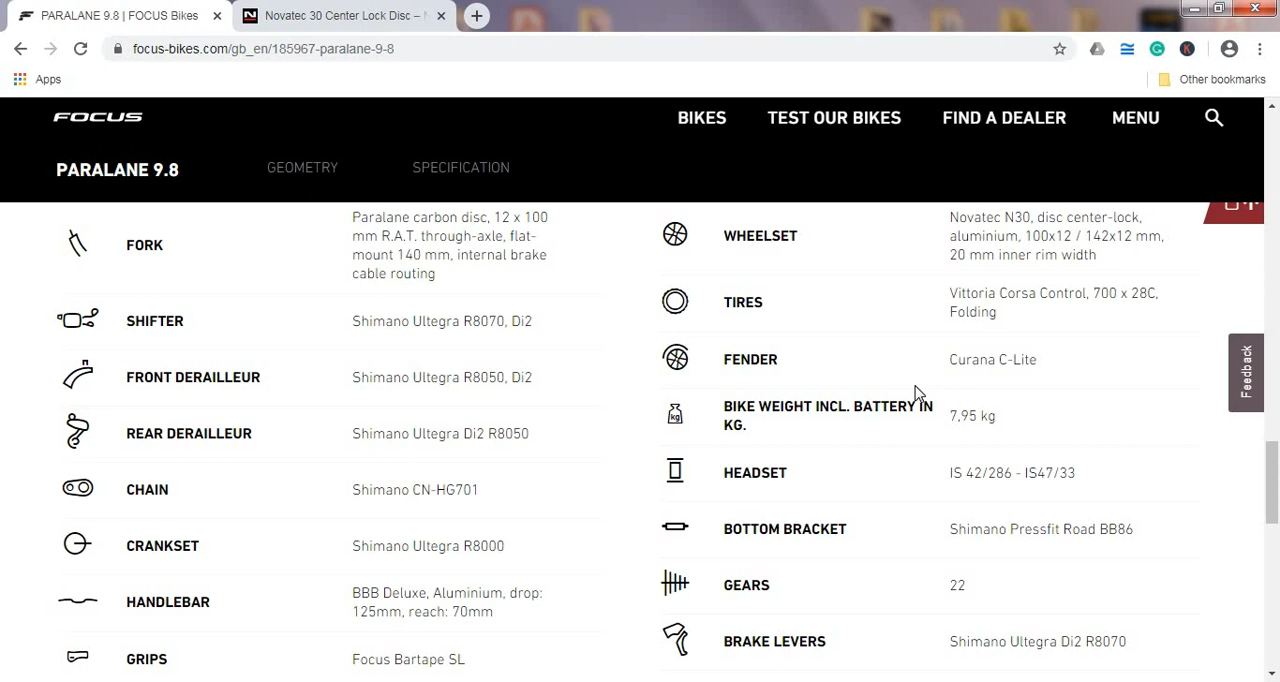 PARALANE 9.8 | FOCUS Bikes
Novatec 30 Center Lock Disc –
focus-bikes.com/gb_en/185967-paralane-9-8
Apps
Other bookmarks
FOCUS
BIKES
TEST OUR BIKES
FIND A DEALER
MENU
PARALANE 9.8
GEOMETRY
SPECIFICATION
FORK
Paralane carbon disc, 12 x 100
mm R.A.T. through-axle, flat-
mount 140 mm, internal brake
cable routing
SHIFTER
Shimano Ultegra R8070, Di2
FRONT DERAILLEUR
Shimano Ultegra R8050, Di2
REAR DERAILLEUR
Shimano Ultegra Di2 R8050
CHAIN
Shimano CN-HG701
CRANKSET
Shimano Ultegra R8000
HANDLEBAR
BBB Deluxe, Aluminium, drop:
125mm, reach: 70mm
GRIPS
Focus Bartape SL
WHEELSET
Novatec N30, disc center-lock,
aluminium, 100x12 / 142x12 mm,
20 mm inner rim width
TIRES
Vittoria Corsa Control, 700 x 28C,
Folding
FENDER
Curana C-Lite
BIKE WEIGHT INCL. BATTERY IN
KG.
kg
7,95 kg
HEADSET
IS 42/286 - IS47/33
BOTTOM BRACKET
Shimano Pressfit Road BB86
GEARS
22
BRAKE LEVERS
Shimano Ultegra Di2 R8070
Feedback